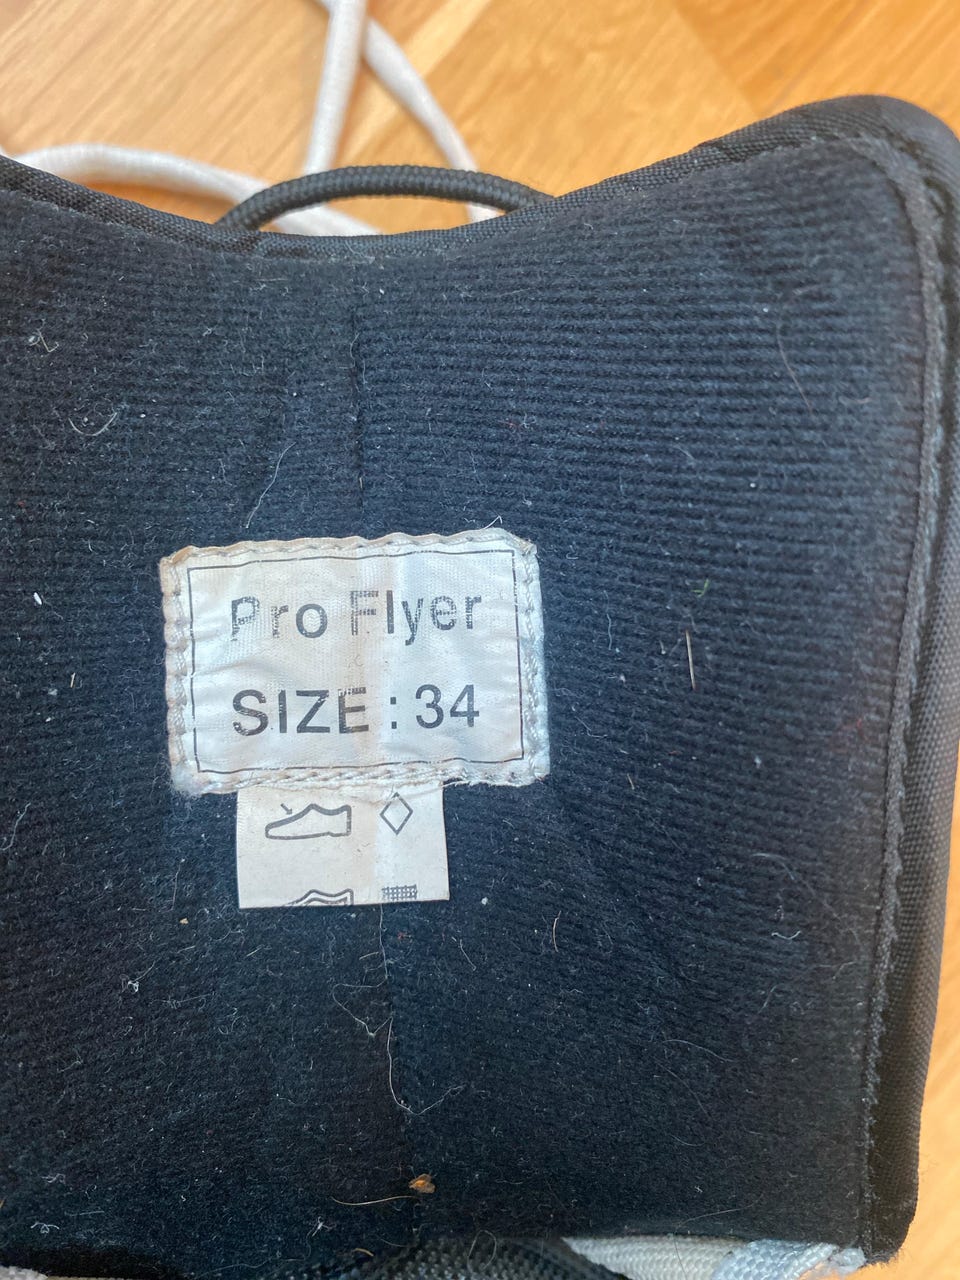 Pro Flyer
SIZE : 34